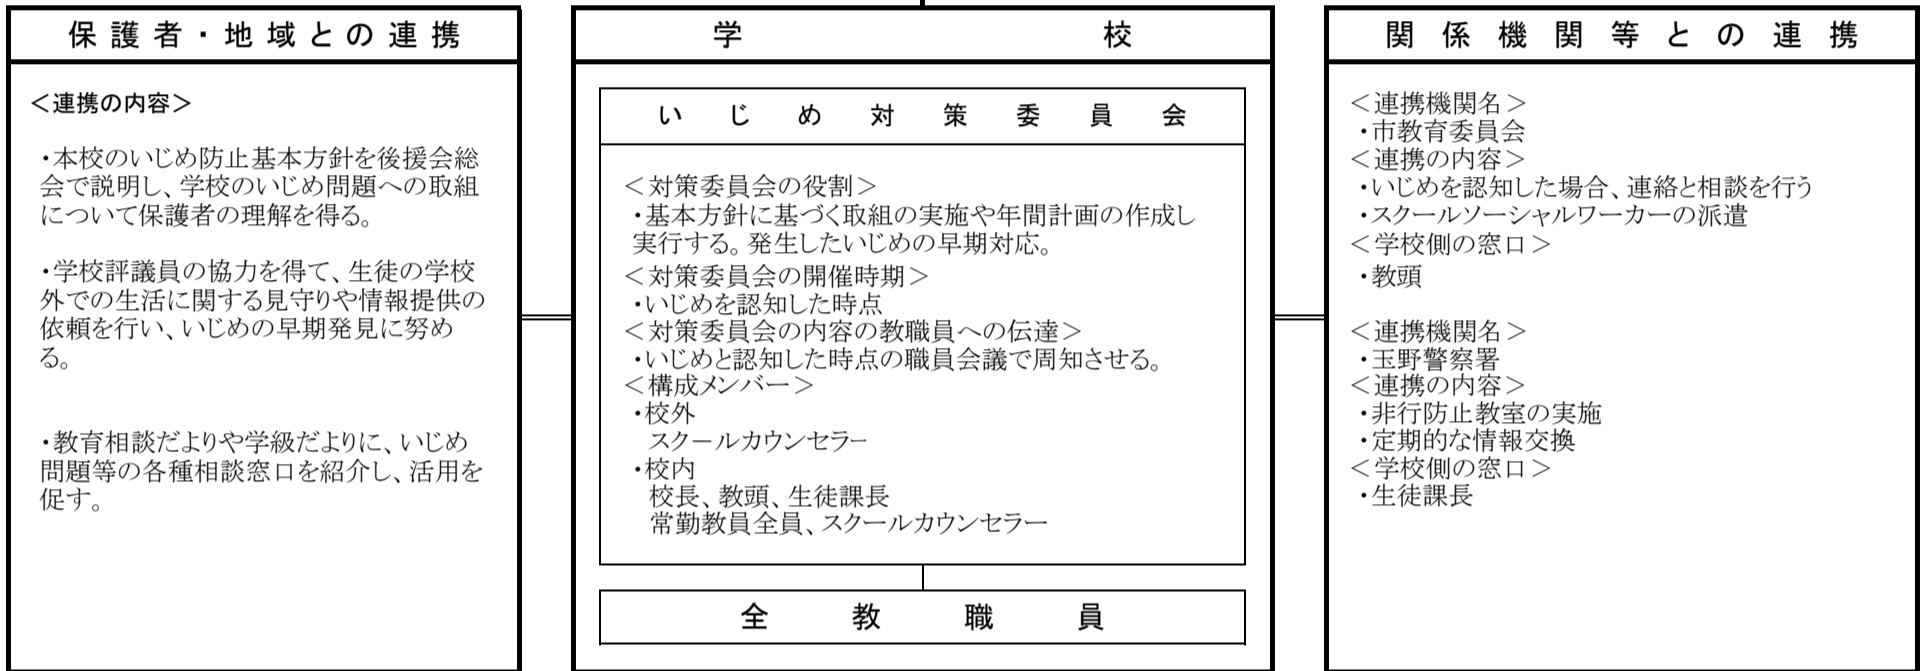 保護者・地域との連携
＜連携の内容＞
・本校のいじめ防止基本方針を後援会総
会で説明し、学校のいじめ問題への取組
について保護者の理解を得る。
・学校評議員の協力を得て、生徒の学校
外での生活に関する見守りや情報提供の
依頼を行い、いじめの早期発見に努め
る。
・教育相談だよりや学級だよりに、いじめ
問題等の各種相談窓口を紹介し、活用を
促す。
学校
いじめ対策委員会
＜対策委員会の役割＞
・基本方針に基づく取組の実施や年間計画の作成し
実行する。発生したいじめの早期対応。
＜対策委員会の開催時期＞
・いじめを認知した時点
＜対策委員会の内容の教職員への伝達＞
・いじめと認知した時点の職員会議で周知させる。
＜構成メンバー＞
・校外
スクールカウンセラー
・校内
校長、教頭、生徒課長
常勤教員全員、スクールカウンセラー
全教職員
関係機関等との連携
＜連携機関名＞
・市教育委員会
＜連携の内容＞
・いじめを認知した場合、連絡と相談を行う
・スクールソーシャルワーカーの派遣
＜学校側の窓口＞
・教頭
＜連携機関名＞
・玉野警察署
＜連携の内容＞
・非行防止教室の実施
・定期的な情報交換
＜学校側の窓口＞
・生徒課長